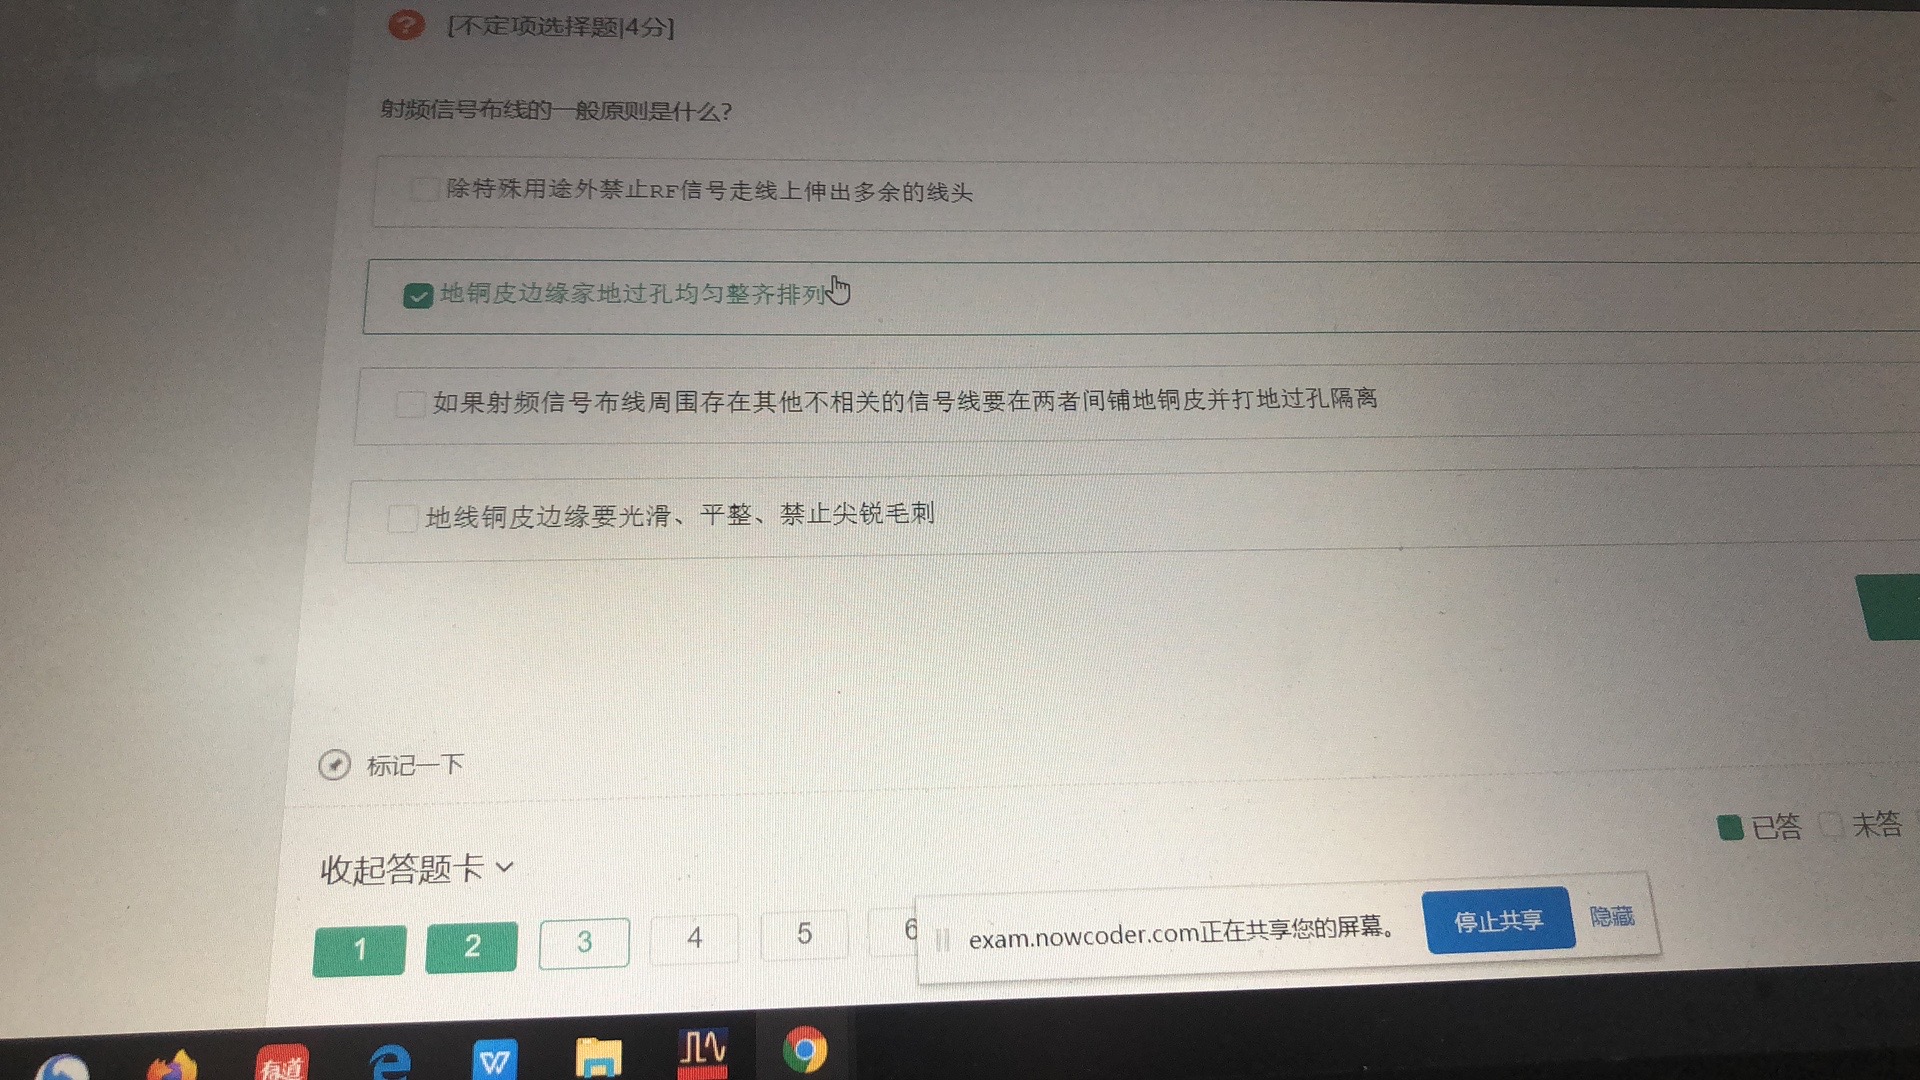 [不定项选择题|4分]
射频信号布线的一般原则是什么?
除特殊用途外禁止RF信号走线上伸出多余的线头
地铜皮边缘家地过孔均匀整齐排列
如果射频信号布线周围存在其他不相关的信号线要在两者间铺地铜皮并打地过孔隔离
地线铜皮边缘要光滑、平整、禁止尖锐毛刺
标记一下
已答 未答
收起答题卡
1 2 3 4 5 6
exam.nowcoder.com正在共享您的屏幕。 停止共享 隐藏
有道
W